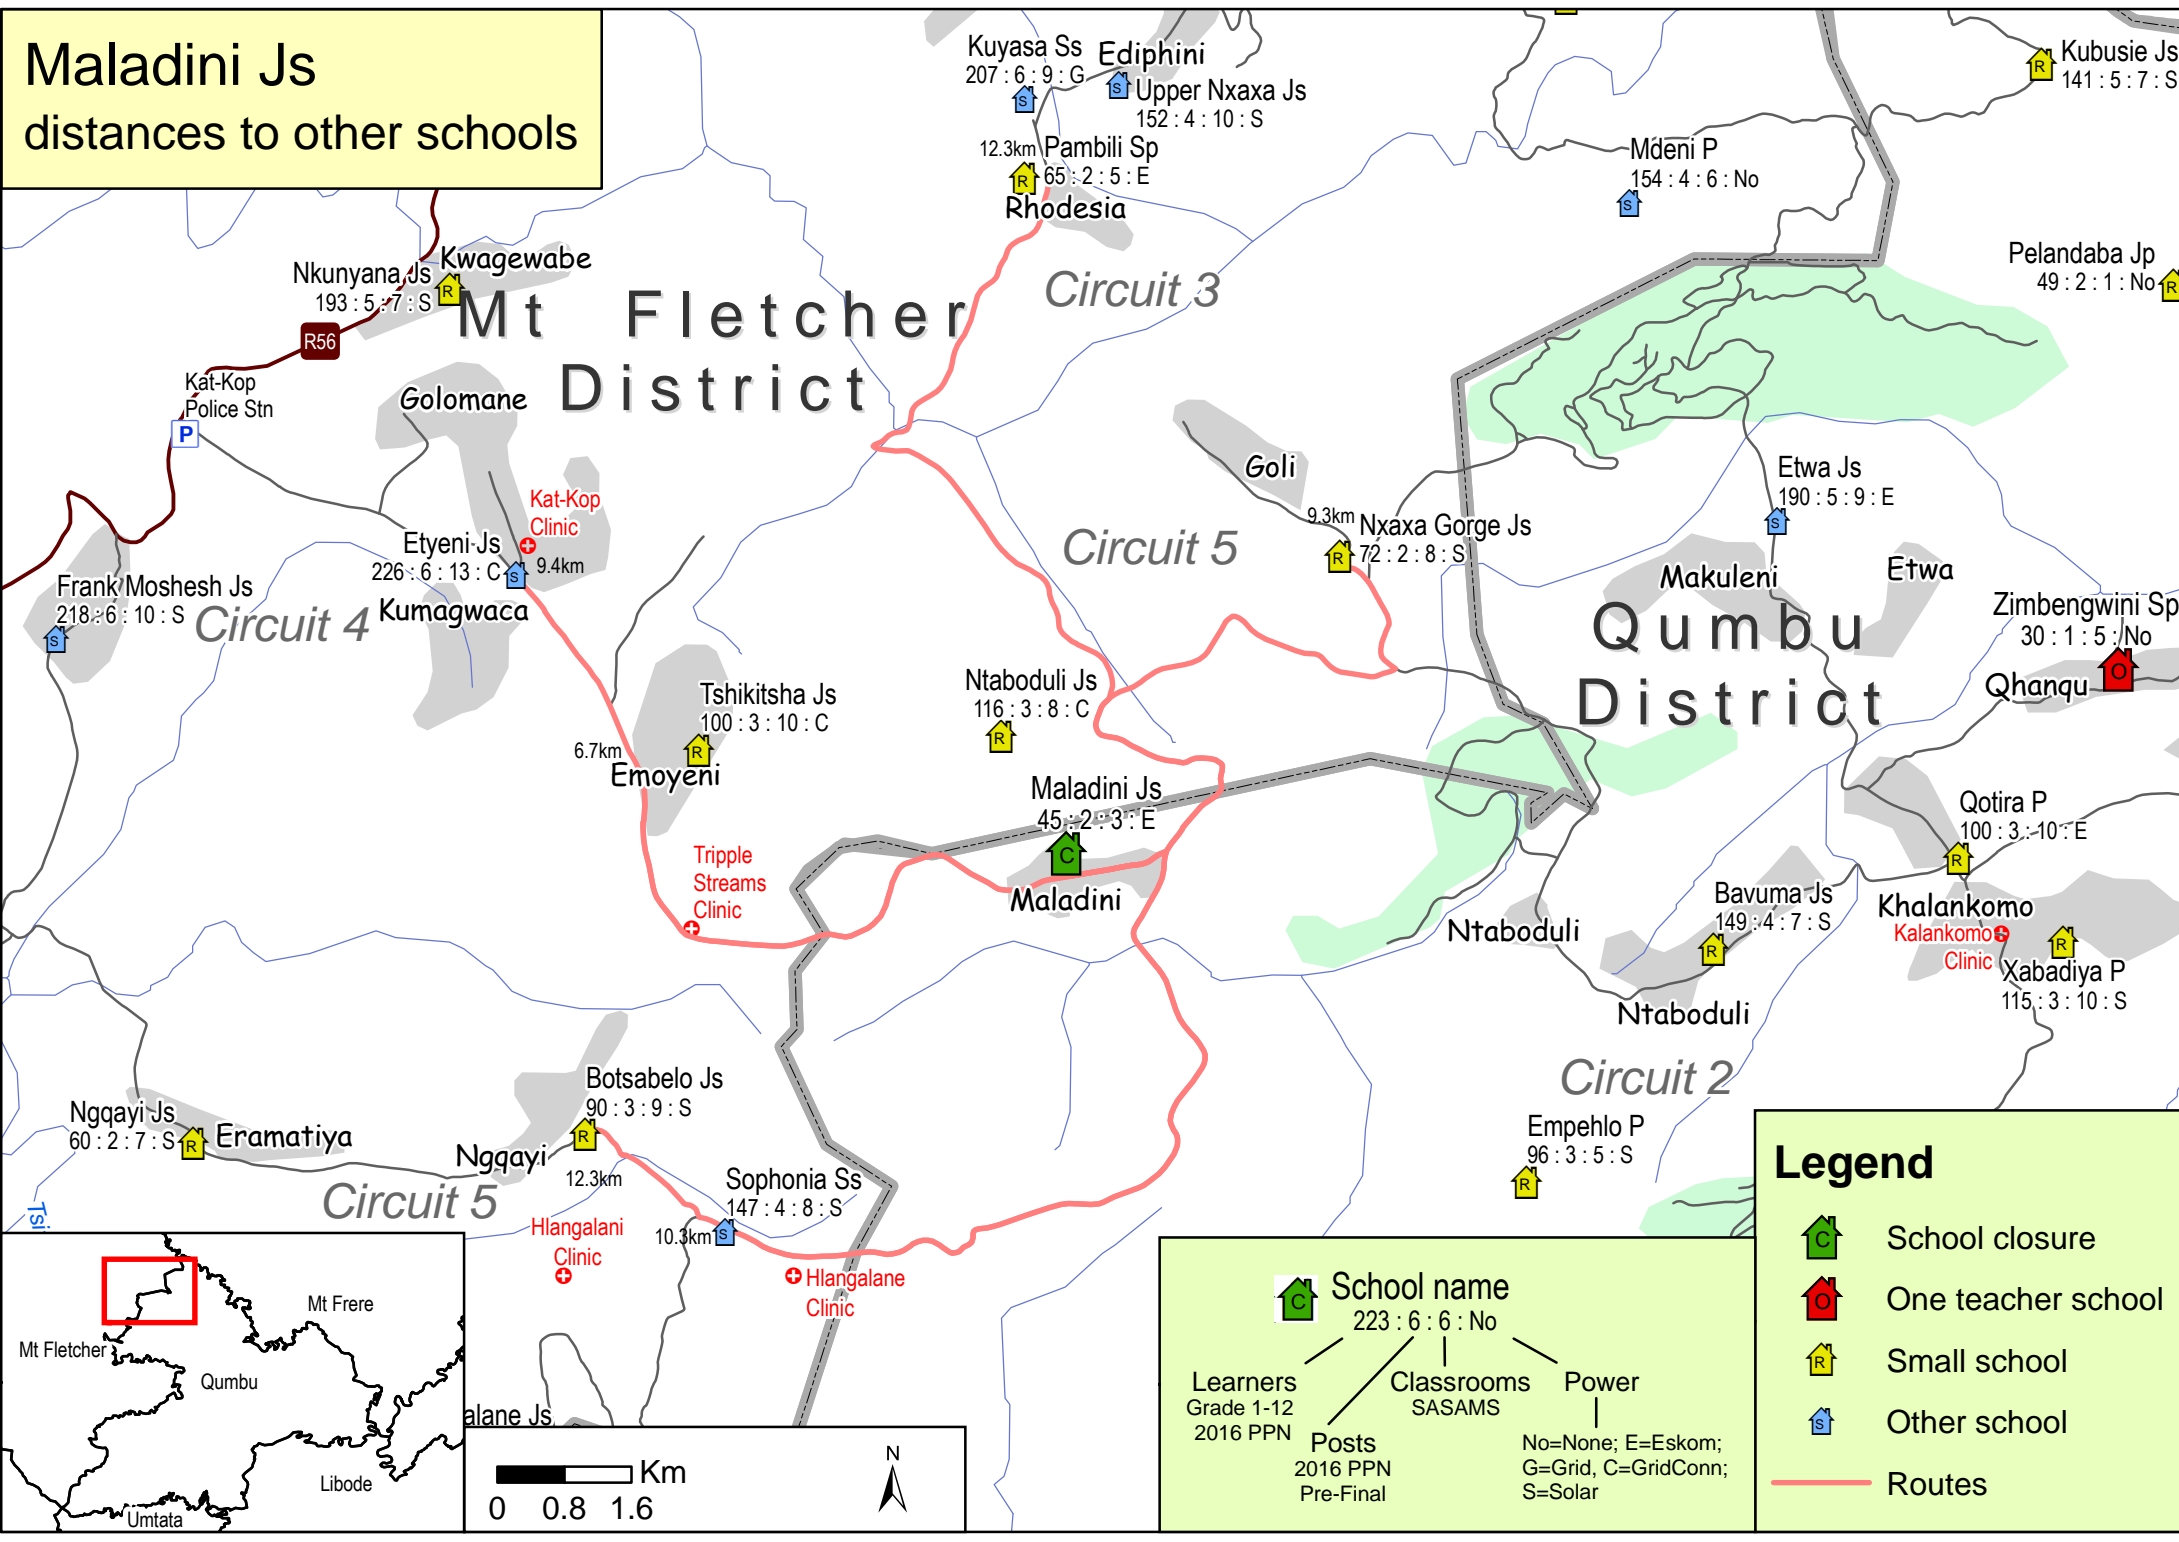 Maladini Js
distances to other schools
Kuyasa Ss
207 : 6 : 9 : G
Ediphini
Upper Nxaxa Js
152 : 4 : 10 : S
Kubusie Js
141 : 5 : 7 : S
12.3km
Pambili Sp
65 : 2 : 5 : E
Rhodesia
Mdeni P
154 : 4 : 6 : No
Pelandaba Jp
49 : 2 : 1 : No
Nkunyana Js
193 : 5 : 7 : S
Kwagewabe
Mt Fletcher
District
Circuit 3
R56
Kat-Kop
Police Stn
P
Golomane
Goli
Kat-Kop
Clinic
Etwa Js
190 : 5 : 9 : E
9.3km
Nxaxa Gorge Js
72 : 2 : 8 : S
Circuit 5
Etyeni Js
226 : 6 : 13 : C
9.4km
Kumagwaca
Frank Moshesh Js
218 : 6 : 10 : S
Circuit 4
Makuleni
Etwa
Qumbu
District
Zimbengwini Sp
30 : 1 : 5 : No
Qhanqu
Tshikitsha Js
100 : 3 : 10 : C
6.7km
Emoyeni
Ntaboduli Js
116 : 3 : 8 : C
Maladini Js
45 : 2 : 3 : E
Maladini
Qotira P
100 : 3 : 10 : E
Tripple
Streams
Clinic
Bavuma Js
149 : 4 : 7 : S
Ntaboduli
Khalankomo
Kalankomo
Clinic
Xabadiya P
115 : 3 : 10 : S
Ntaboduli
Circuit 2
Botsabelo Js
90 : 3 : 9 : S
Ngqayi Js
60 : 2 : 7 : S
Eramatiya
Ngqayi
12.3km
Circuit 5
Sophonia Ss
147 : 4 : 8 : S
10.3km
Hlangalani
Clinic
Hlangalane
Clinic
Empehlo P
96 : 3 : 5 : S
Tsi
alane Js
Mt Frere
Mt Fletcher
Qumbu
Libode
Umtata
Km
0 0.8 1.6
N
C
School name
223 : 6 : 6 : No
Learners
Grade 1-12
2016 PPN
Posts
2016 PPN
Pre-Final
Classrooms
SASAMS
Power
No=None; E=Eskom;
G=Grid, C=GridConn;
S=Solar
Legend
C School closure
O One teacher school
R Small school
S Other school
Routes